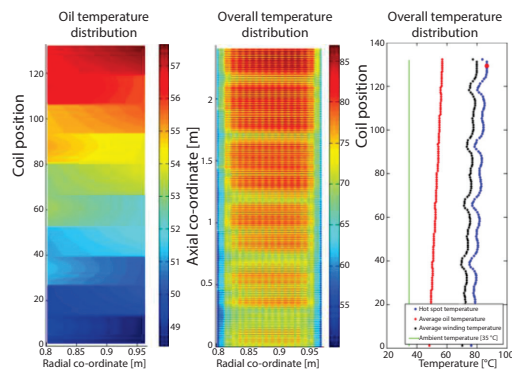 Oil temperature
distribution
Overall temperature
distribution
Overall temperature
distribution
Coil position
120
100
80
60
40
20
0
0.8 0.85 0.9 0.95
Radial co-ordinate [m]
57
56
55
54
53
52
51
50
49
Axial co-ordinate [m]
2
1.5
1
0.5
0
0.8 0.85 0.9 0.95
Radial co-ordinate [m]
85
80
75
70
65
60
55
Coil position
140
120
100
80
60
40
20
0
20 40 60 80 100
Temperature [°C]
Hot spot temperature
Average oil temperature
Average winding temperature
Ambient temperature [35 °C]